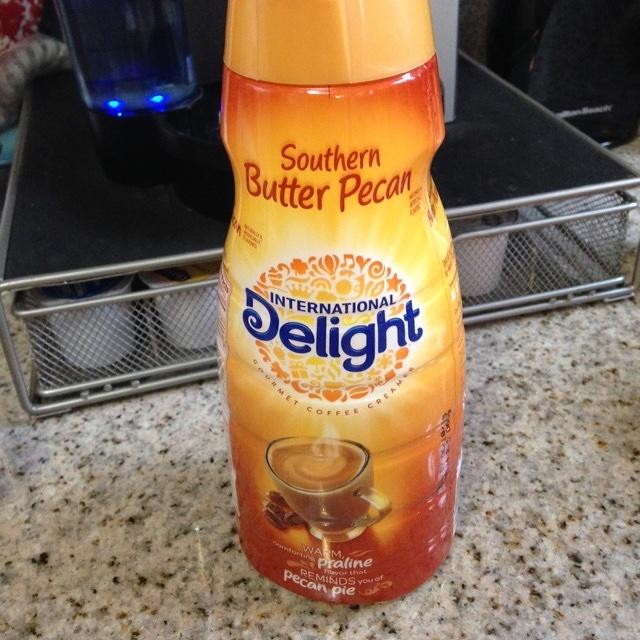 Southern
Butter Pecan
INTERNATIONAL
Delight
GOURMET COFFEE CREAMER
WARM
comforting praline
flavor that
REMINDS you of
pecan pie